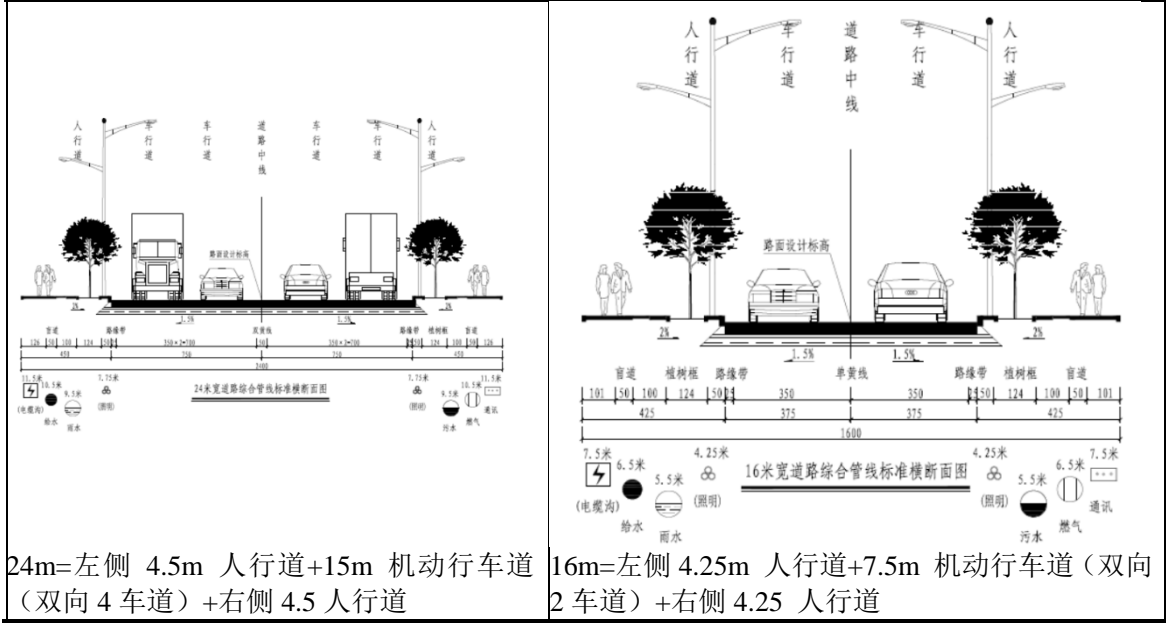 人行道 车行道 车行道 道路中线 车行道 车行道 人行道
路面设计标高
2% 1.5% 1.5% 2%
盲道 路缘带 双黄线 路缘带 植树框 盲道
126 50 100 124 50 25 350×2=700 50 350×2=700 25 50 124 100 50 126
450 750 750 450
2400
11.5米 10.5米 9.5米 7.75米 7.75米 9.5米 10.5米 11.5米
24米宽道路综合管线标准横断面图
(电缆沟) 给水 雨水 (照明) (照明) 污水 燃气 通讯
24m=左侧 4.5m 人行道+15m 机动行车道
（双向 4 车道）+右侧 4.5 人行道
人行道 车行道 道路中线 车行道 人行道
路面设计标高
2% 1.5% 1.5% 2%
盲道 植树框 路缘带 单黄线 路缘带 植树框 盲道
101 50 100 124 50 25 350 350 25 50 124 100 50 101
425 375 375 425
1600
7.5米 6.5米 5.5米 4.25米 4.25米 5.5米 6.5米 7.5米
16米宽道路综合管线标准横断面图
(电缆沟) 给水 雨水 (照明) (照明) 污水 燃气 通讯
16m=左侧 4.25m 人行道+7.5m 机动行车道（双向
2 车道）+右侧 4.25 人行道